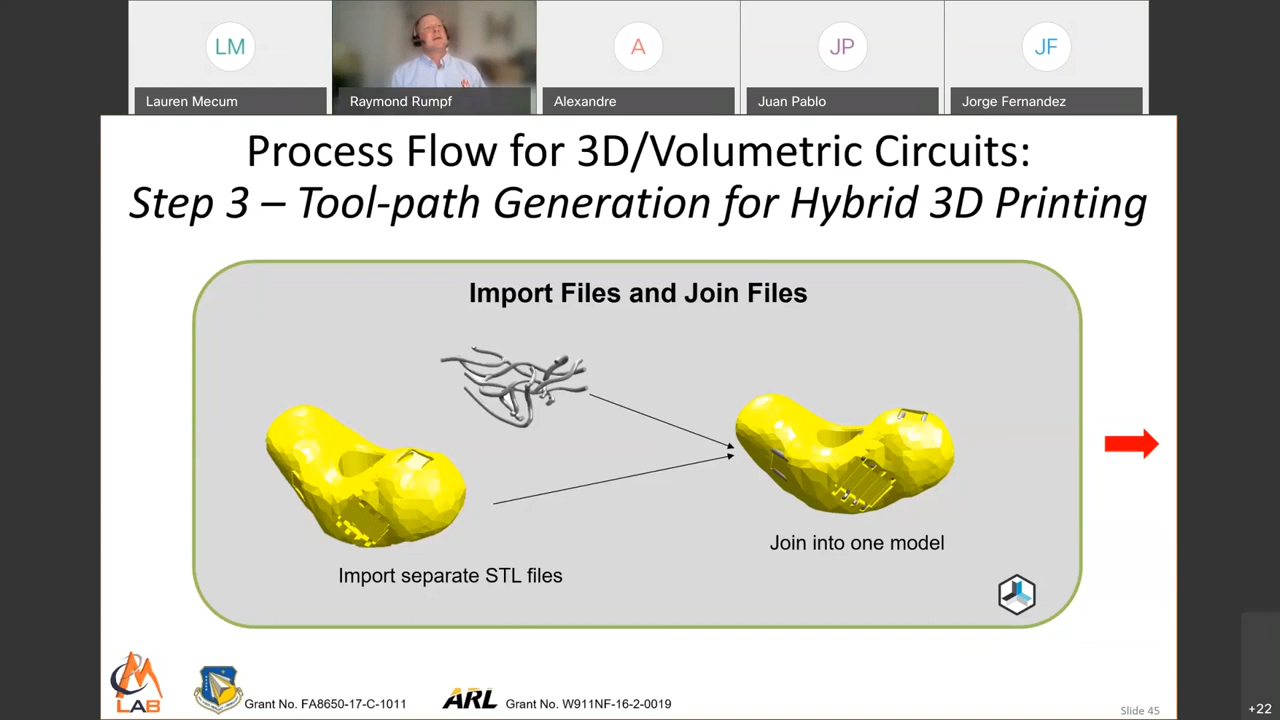 LM
A
JP
JF
Lauren Mecum
Raymond Rumpf
Alexandre
Juan Pablo
Jorge Fernandez
Process Flow for 3D/Volumetric Circuits:
Step 3 – Tool-path Generation for Hybrid 3D Printing
Import Files and Join Files
Join into one model
Import separate STL files
LAB
Grant No. FA8650-17-C-1011
ARL
Grant No. W911NF-16-2-0019
Slide 45
+22